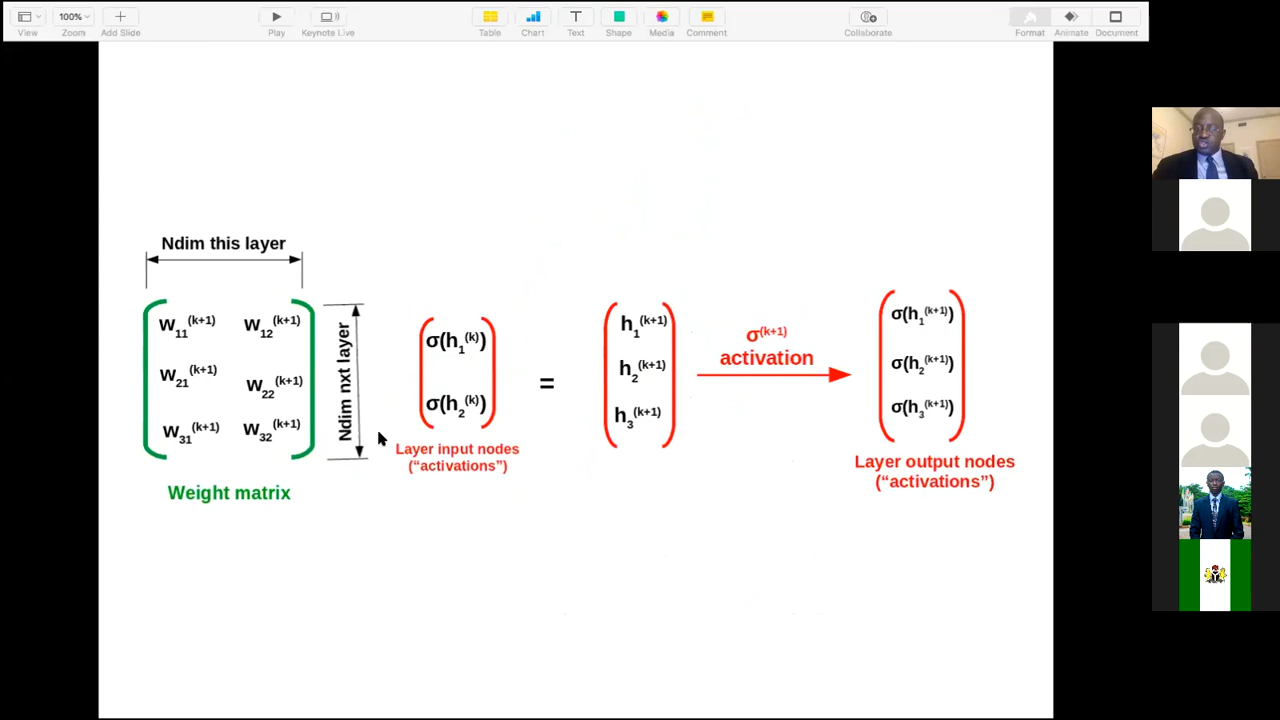 View
100%
Zoom
Add Slide
Play
Keynote Live
Table
Chart
Text
Shape
Media
Comment
Collaborate
Format
Animate
Document
Ndim this layer
w11(k+1) w12(k+1)
w21(k+1) w22(k+1)
w31(k+1) w32(k+1)
Ndim nxt layer
Weight matrix
σ(h1(k))
σ(h2(k))
Layer input nodes
(“activations”)
=
h1(k+1)
h2(k+1)
h3(k+1)
σ(k+1)
activation
σ(h1(k+1))
σ(h2(k+1))
σ(h3(k+1))
Layer output nodes
(“activations”)